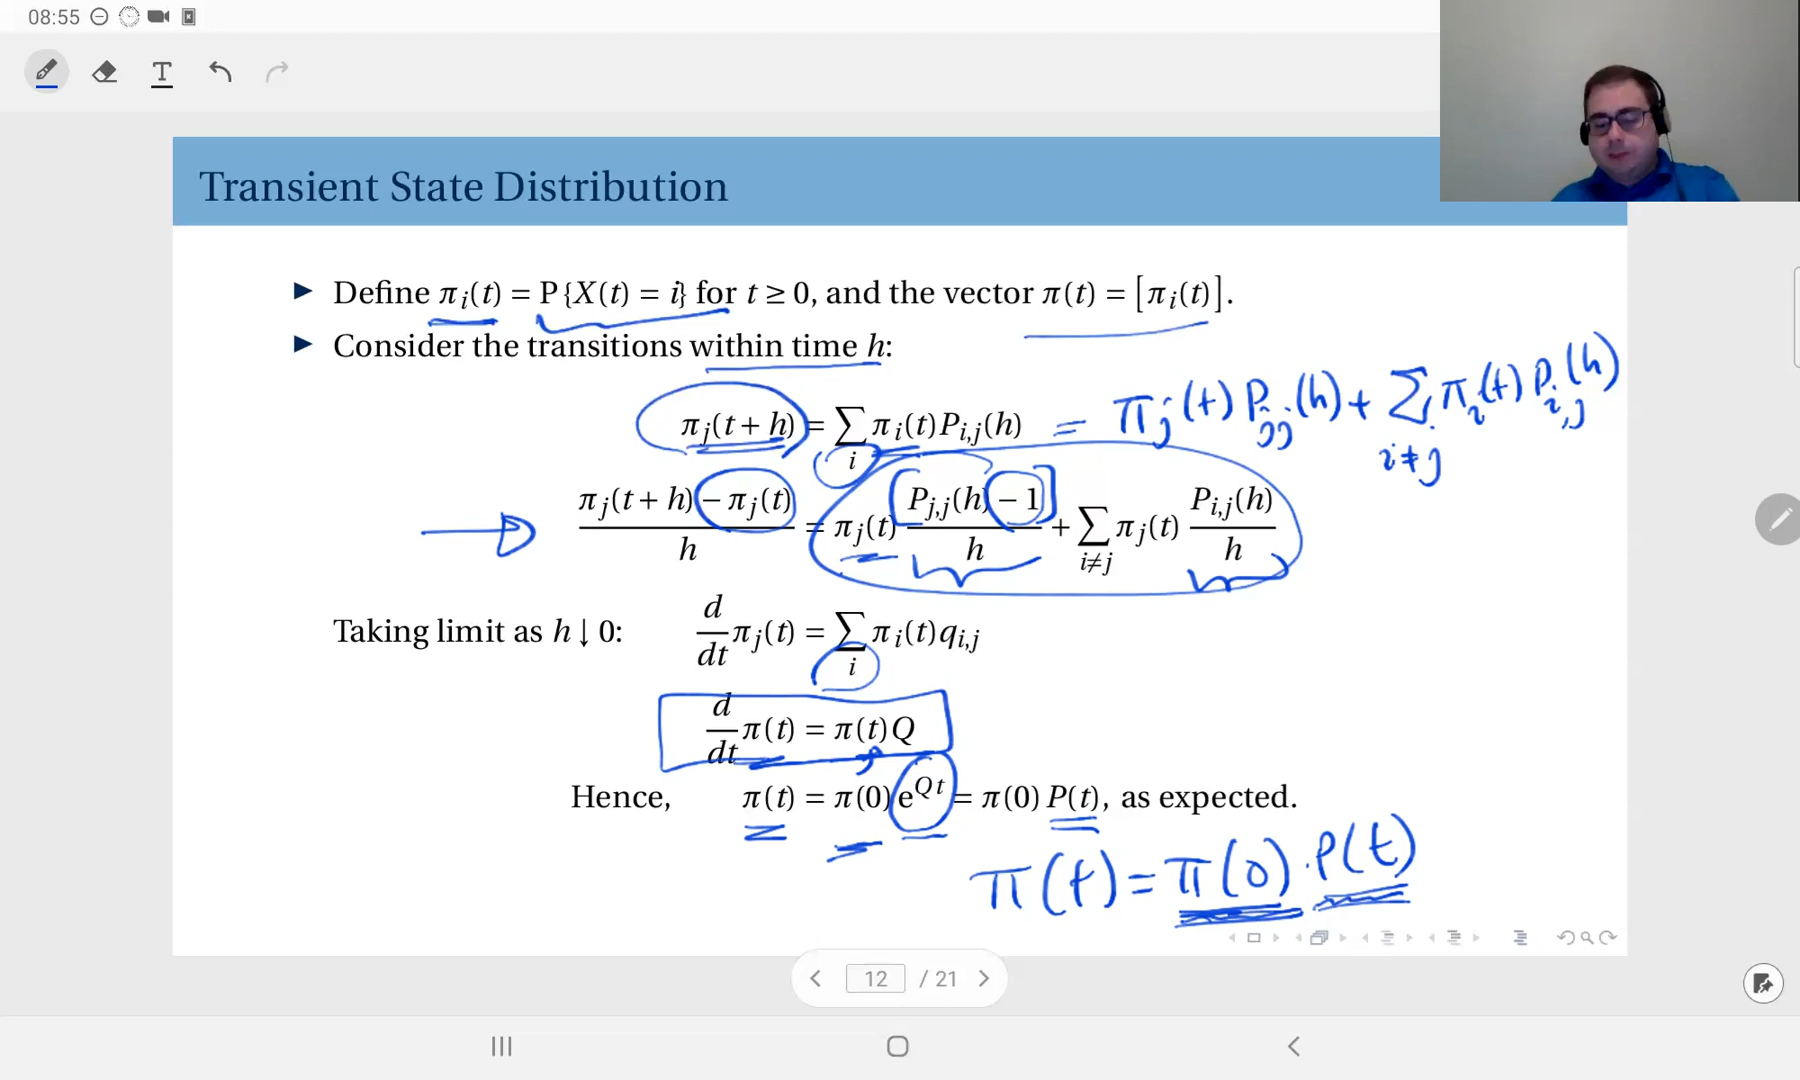 08:55
T
Transient State Distribution
► Define π_i(t) = P{X(t) = i} for t ≥ 0, and the vector π(t) = [π_i(t)].
► Consider the transitions within time h:
π_j(t + h) = ∑_i π_i(t)P_{i,j}(h) = π_j(t) P_{jj}(h) + ∑_{i≠j} π_i(t) P_{i,j}(h)
(π_j(t + h) − π_j(t))/h = π_j(t) [P_{j,j}(h) − 1]/h + ∑_{i≠j} π_j(t) P_{i,j}(h)/h
Taking limit as h ↓ 0: d/dt π_j(t) = ∑_i π_i(t)q_{i,j}
d/dt π(t) = π(t)Q
Hence, π(t) = π(0) e^{Qt} = π(0) P(t), as expected.
π(t) = π(0) · P(t)
12 / 21